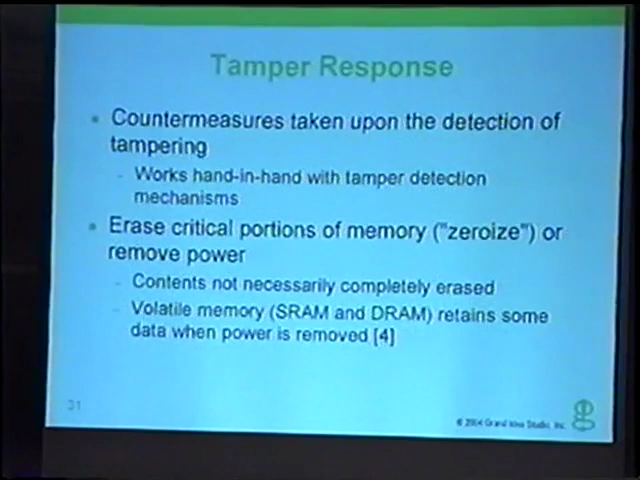 Tamper Response
• Countermeasures taken upon the detection of
tampering
- Works hand-in-hand with tamper detection
mechanisms
• Erase critical portions of memory ("zeroize") or
remove power
- Contents not necessarily completely erased
- Volatile memory (SRAM and DRAM) retains some
data when power is removed [4]
31
© 2004 Grand Idea Studio, Inc.